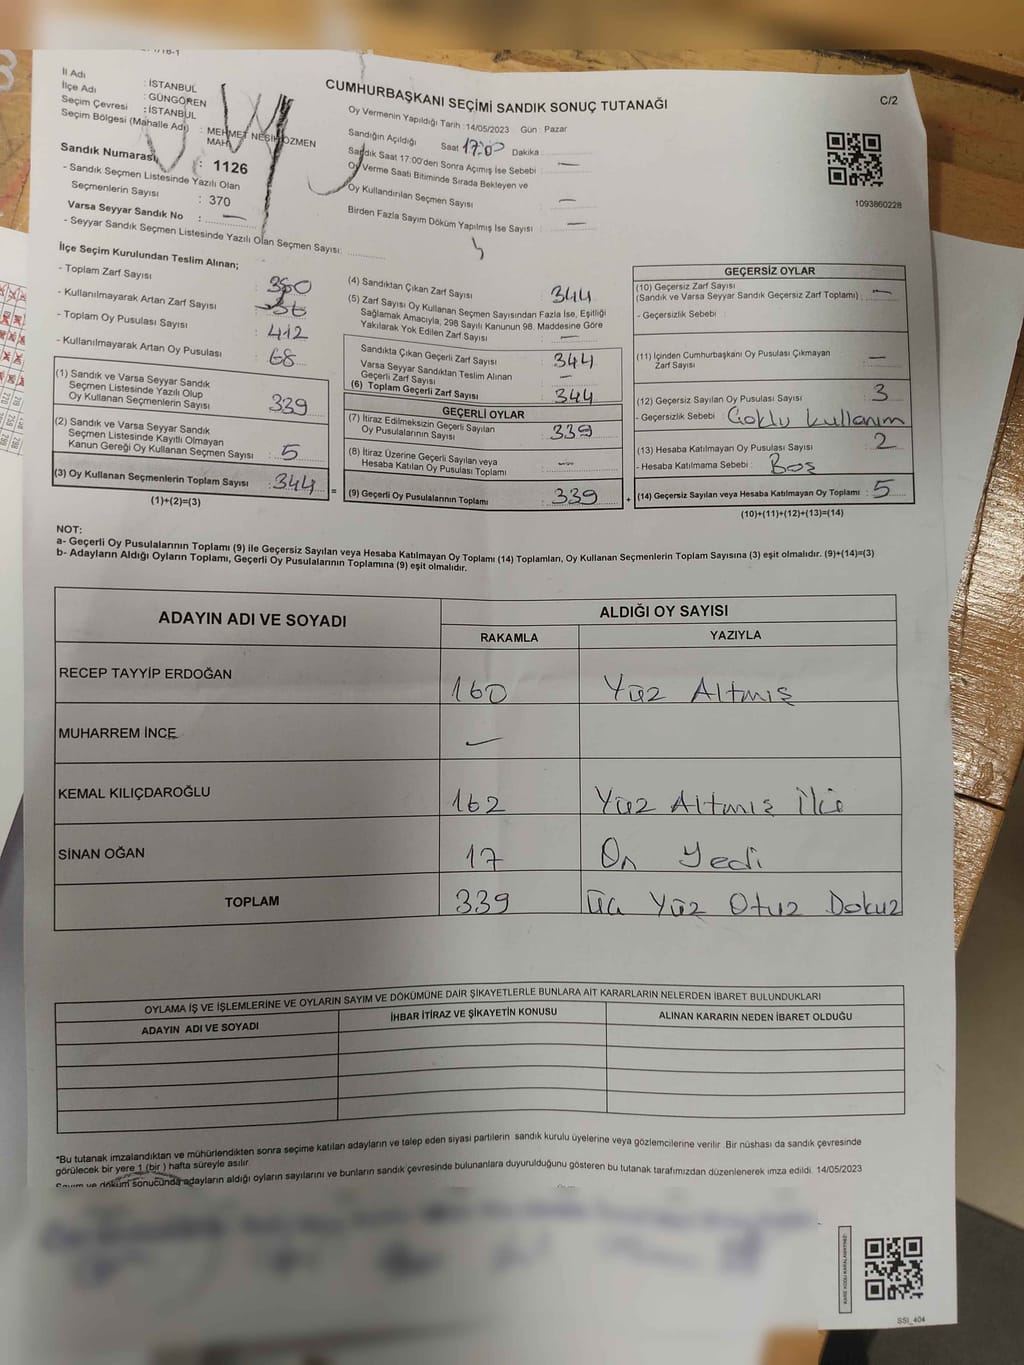 CUMHURBAŞKANI SEÇİMİ SANDIK SONUÇ TUTANAĞI
C/2
İl Adı : İSTANBUL
İlçe Adı : GÜNGÖREN
Seçim Çevresi : İSTANBUL
Seçim Bölgesi (Mahalle Adı) : MEHMET NESİH ÖZMEN MAH.
Sandık Numarası : 1126
- Sandık Seçmen Listesinde Yazılı Olan
Seçmenlerin Sayısı : 370
Varsa Seyyar Sandık No : —
- Seyyar Sandık Seçmen Listesinde Yazılı Olan Seçmen Sayısı:
Oy Vermenin Yapıldığı Tarih :14/05/2023 Gün : Pazar
Sandığın Açıldığı Saat 17:00 Dakika
Sandık Saat 17:00'den Sonra Açımış İse Sebebi : —
Oy Verme Saati Bitiminde Sırada Bekleyen ve
Oy Kullandırılan Seçmen Sayısı : —
Birden Fazla Sayım Döküm Yapılmış İse Sayısı : —
1093860228
İlçe Seçim Kurulundan Teslim Alınan;
- Toplam Zarf Sayısı : 380
- Kullanılmayarak Artan Zarf Sayısı : 36
- Toplam Oy Pusulası Sayısı : 412
- Kullanılmayarak Artan Oy Pusulası : 68
(1) Sandık ve Varsa Seyyar Sandık
Seçmen Listesinde Yazılı Olup
Oy Kullanan Seçmenlerin Sayısı : 339
(2) Sandık ve Varsa Seyyar Sandık
Seçmen Listesinde Kayıtlı Olmayan
Kanun Gereği Oy Kullanan Seçmen Sayısı : 5
(3) Oy Kullanan Seçmenlerin Toplam Sayısı : 344
(1)+(2)=(3)
(4) Sandıktan Çıkan Zarf Sayısı : 344
(5) Zarf Sayısı Oy Kullanan Seçmen Sayısından Fazla İse, Eşitliği
Sağlamak Amacıyla, 298 Sayılı Kanunun 98. Maddesine Göre
Yakılarak Yok Edilen Zarf Sayısı : —
Sandıkta Çıkan Geçerli Zarf Sayısı : 344
Varsa Seyyar Sandıktan Teslim Alınan
Geçerli Zarf Sayısı : —
(6) Toplam Geçerli Zarf Sayısı : 344
GEÇERLİ OYLAR
(7) İtiraz Edilmeksizin Geçerli Sayılan
Oy Pusulalarının Sayısı : 339
(8) İtiraz Üzerine Geçerli Sayılan veya
Hesaba Katılan Oy Pusulası Toplamı : —
= (9) Geçerli Oy Pusulalarının Toplamı : 339 +
GEÇERSİZ OYLAR
(10) Geçersiz Zarf Sayısı
(Sandık ve Varsa Seyyar Sandık Geçersiz Zarf Toplamı) : —
- Geçersizlik Sebebi :
(11) İçinden Cumhurbaşkanı Oy Pusulası Çıkmayan
Zarf Sayısı : —
(12) Geçersiz Sayılan Oy Pusulası Sayısı : 3
- Geçersizlik Sebebi : Çoklu kullanım
(13) Hesaba Katılmayan Oy Pusulası Sayısı : 2
- Hesaba Katılmama Sebebi : Boş
(14) Geçersiz Sayılan veya Hesaba Katılmayan Oy Toplamı : 5
(10)+(11)+(12)+(13)=(14)
NOT:
a- Geçerli Oy Pusulalarının Toplamı (9) ile Geçersiz Sayılan veya Hesaba Katılmayan Oy Toplamı (14) Toplamları, Oy Kullanan Seçmenlerin Toplam Sayısına (3) eşit olmalıdır. (9)+(14)=(3)
b- Adayların Aldığı Oyların Toplamı, Geçerli Oy Pusulalarının Toplamına (9) eşit olmalıdır.
ADAYIN ADI VE SOYADI ALDIĞI OY SAYISI
RAKAMLA YAZIYLA
RECEP TAYYİP ERDOĞAN 160 Yüz Altmış
MUHARREM İNCE —
KEMAL KILIÇDAROĞLU 162 Yüz Altmış İki
SİNAN OĞAN 17 On Yedi
TOPLAM 339 Üç Yüz Otuz Dokuz
OYLAMA İŞ VE İŞLEMLERİNE VE OYLARIN SAYIM VE DÖKÜMÜNE DAİR ŞİKAYETLERLE BUNLARA AİT KARARLARIN NELERDEN İBARET BULUNDUKLARI
ADAYIN ADI VE SOYADI İHBAR İTİRAZ VE ŞİKAYETİN KONUSU ALINAN KARARIN NEDEN İBARET OLDUĞU
*Bu tutanak imzalandıktan ve mühürlendikten sonra seçime katılan adayların ve talep eden siyasi partilerin sandık kurulu üyelerine veya gözlemcilerine verilir. Bir nüshası da sandık çevresinde
görülecek bir yere 1 (bir) hafta süreyle asılır.
Sayım ve döküm sonucunda adayların aldığı oyların sayılarını ve bunların sandık çevresinde bulunanlara duyurulduğunu gösteren bu tutanak tarafımızdan düzenlenerek imza edildi. 14/05/2023
SSI_404